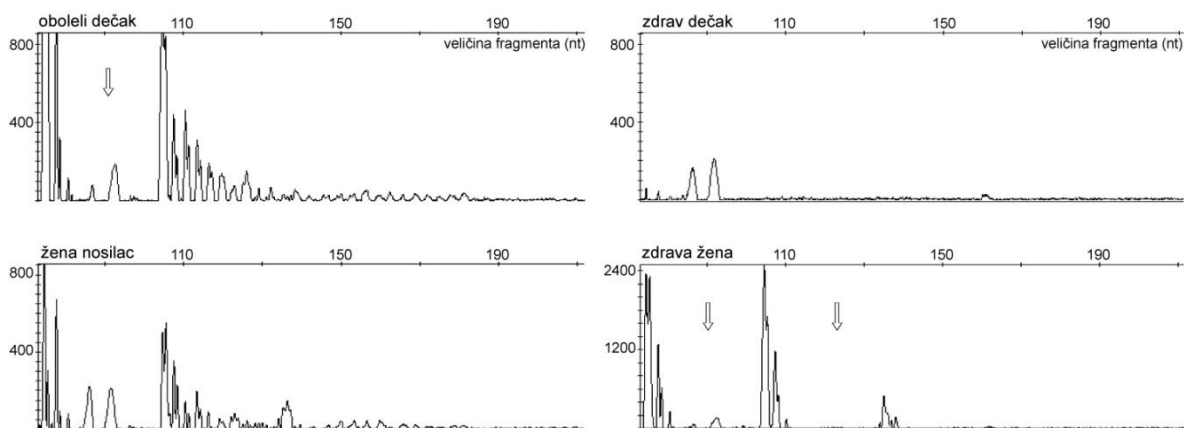 oboleli dečak 110 150 190
veličina fragmenta (nt)
800
400
zdrav dečak 110 150 190
veličina fragmenta (nt)
800
400
žena nosilac 110 150 190
800
400
zdrava žena 110 150 190
2400
1200